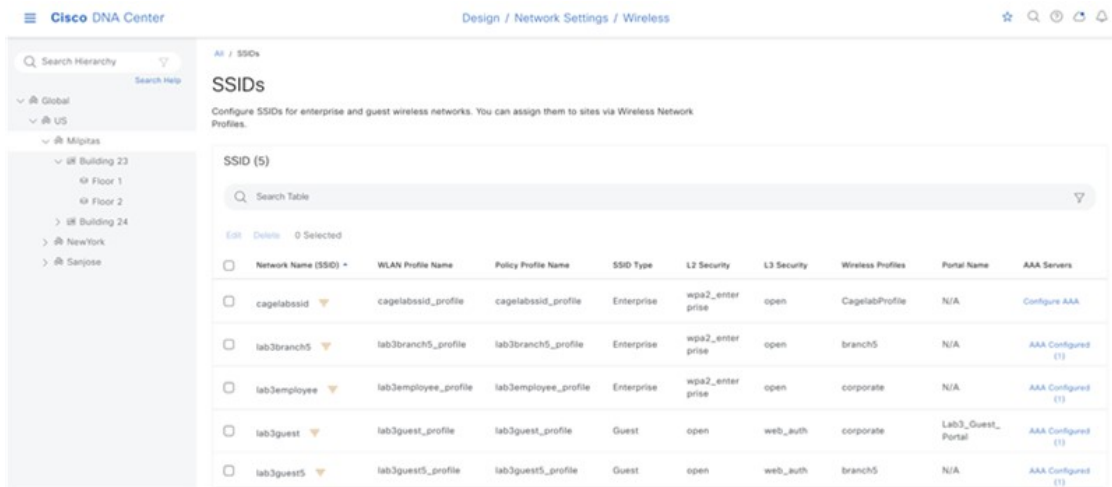 Cisco DNA Center
Design / Network Settings / Wireless
Search Hierarchy
Search Help
Global
US
Milpitas
Building 23
Floor 1
Floor 2
Building 24
NewYork
Sanjose
All / SSIDs
SSIDs
Configure SSIDs for enterprise and guest wireless networks. You can assign them to sites via Wireless Network
Profiles.
SSID (5)
Search Table
Edit Delete 0 Selected
Network Name (SSID) WLAN Profile Name Policy Profile Name SSID Type L2 Security L3 Security Wireless Profiles Portal Name AAA Servers
cagelabssid cagelabssid_profile cagelabssid_profile Enterprise wpa2_enter open CagelabProfile N/A Configure AAA
prise
lab3branch5 lab3branch5_profile lab3branch5_profile Enterprise wpa2_enter open branch5 N/A AAA Configured
prise (1)
lab3employee lab3employee_profile lab3employee_profile Enterprise wpa2_enter open corporate N/A AAA Configured
prise (1)
lab3guest lab3guest_profile lab3guest_profile Guest open web_auth corporate Lab3_Guest_ AAA Configured
Portal (1)
lab3guest5 lab3guest5_profile lab3guest5_profile Guest open web_auth branch5 N/A AAA Configured
(1)